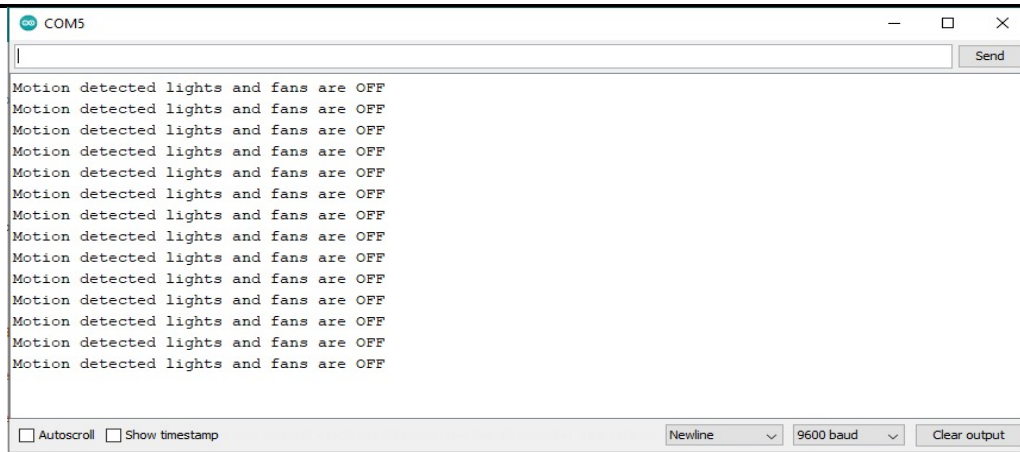 COM5
Send
Motion detected lights and fans are OFF
Motion detected lights and fans are OFF
Motion detected lights and fans are OFF
Motion detected lights and fans are OFF
Motion detected lights and fans are OFF
Motion detected lights and fans are OFF
Motion detected lights and fans are OFF
Motion detected lights and fans are OFF
Motion detected lights and fans are OFF
Motion detected lights and fans are OFF
Motion detected lights and fans are OFF
Motion detected lights and fans are OFF
Motion detected lights and fans are OFF
Motion detected lights and fans are OFF
Autoscroll Show timestamp Newline 9600 baud Clear output